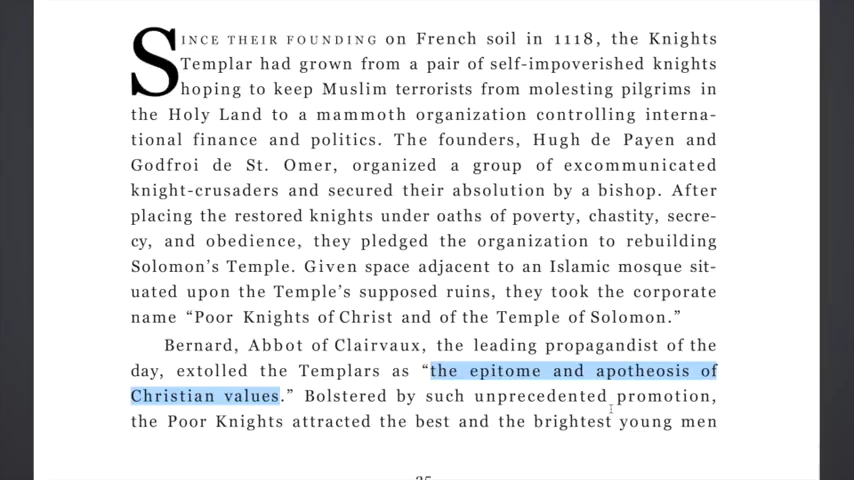 SINCE THEIR FOUNDING on French soil in 1118, the Knights
Templar had grown from a pair of self-impoverished knights
hoping to keep Muslim terrorists from molesting pilgrims in
the Holy Land to a mammoth organization controlling interna-
tional finance and politics. The founders, Hugh de Payen and
Godfroi de St. Omer, organized a group of excommunicated
knight-crusaders and secured their absolution by a bishop. After
placing the restored knights under oaths of poverty, chastity, secre-
cy, and obedience, they pledged the organization to rebuilding
Solomon’s Temple. Given space adjacent to an Islamic mosque sit-
uated upon the Temple’s supposed ruins, they took the corporate
name “Poor Knights of Christ and of the Temple of Solomon.”
Bernard, Abbot of Clairvaux, the leading propagandist of the
day, extolled the Templars as “the epitome and apotheosis of
Christian values.” Bolstered by such unprecedented promotion,
the Poor Knights attracted the best and the brightest young men